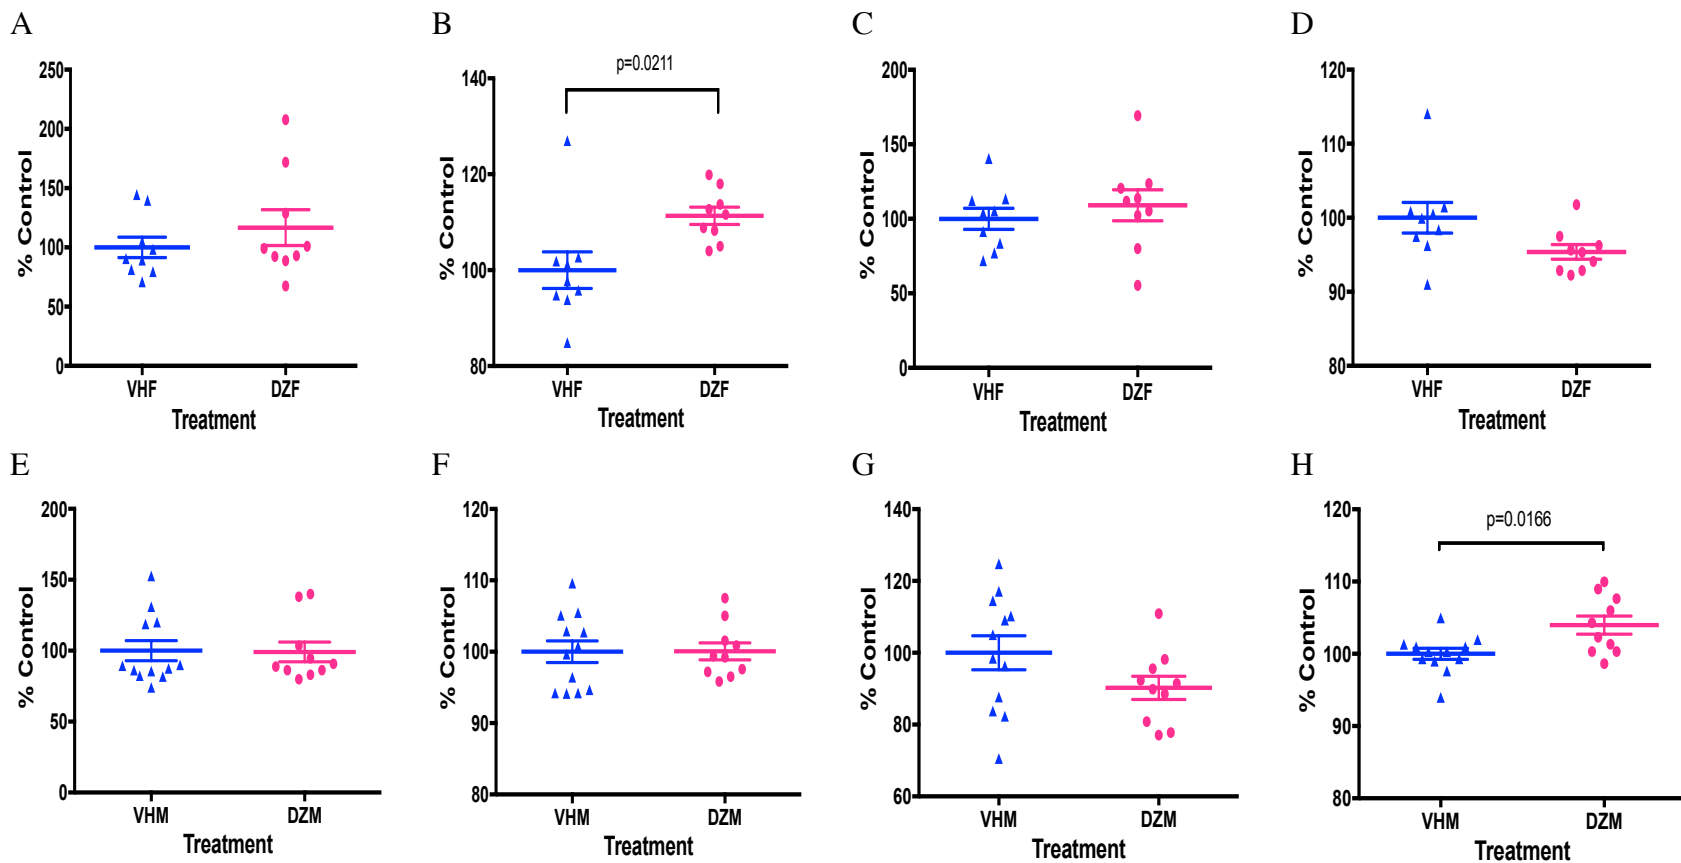 A
B
C
D
250
200
150
100
50
0
% Control
VHF
DZF
Treatment
p=0.0211
140
120
100
80
% Control
VHF
DZF
Treatment
200
150
100
50
0
% Control
VHF
DZF
Treatment
120
110
100
90
80
% Control
VHF
DZF
Treatment
E
F
G
H
200
150
100
50
0
% Control
VHM
DZM
Treatment
120
110
100
90
80
% Control
VHM
DZM
Treatment
140
120
100
80
60
% Control
VHM
DZM
Treatment
p=0.0166
120
110
100
90
80
% Control
VHM
DZM
Treatment